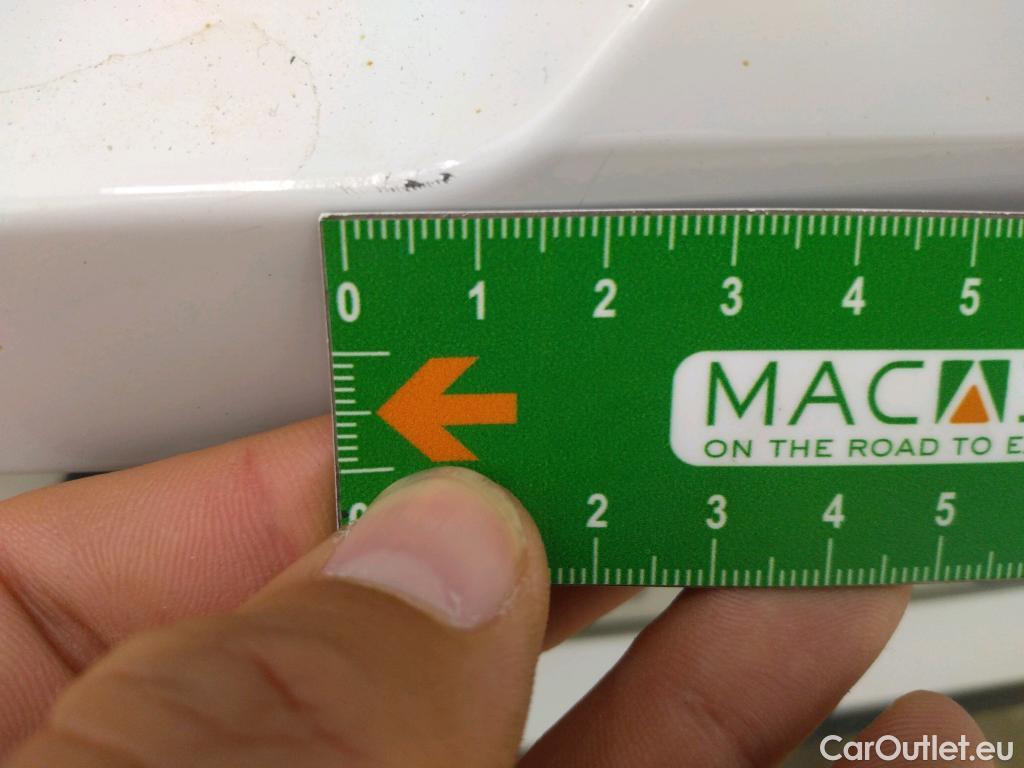 0 1 2 3 4 5
MAC
ON THE ROAD TO E
2 3 4 5
CarOutlet.eu